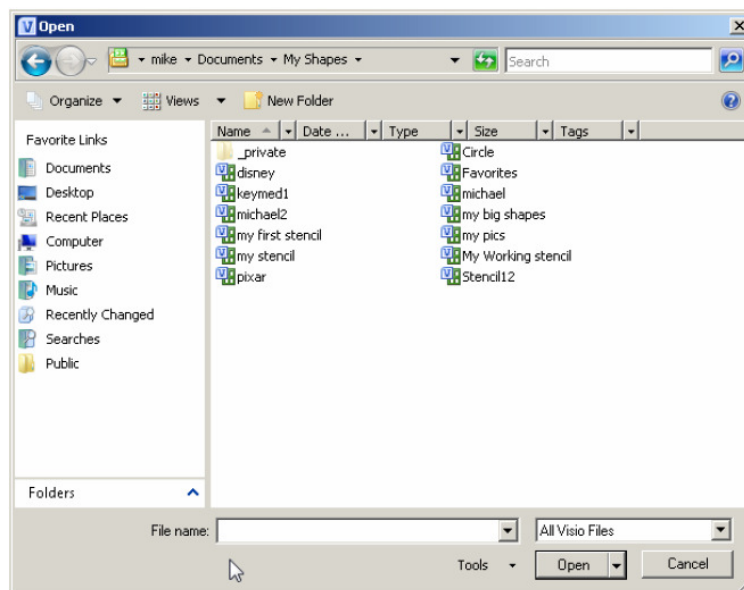 Open
mike Documents My Shapes
Search
Organize Views New Folder
Favorite Links
Documents
Desktop
Recent Places
Computer
Pictures
Music
Recently Changed
Searches
Public
Folders
Name Date ... Type Size Tags
_private
disney
keymed1
michael2
my first stencil
my stencil
pixar
Circle
Favorites
michael
my big shapes
my pics
My Working stencil
Stencil12
File name:
All Visio Files
Tools
Open
Cancel